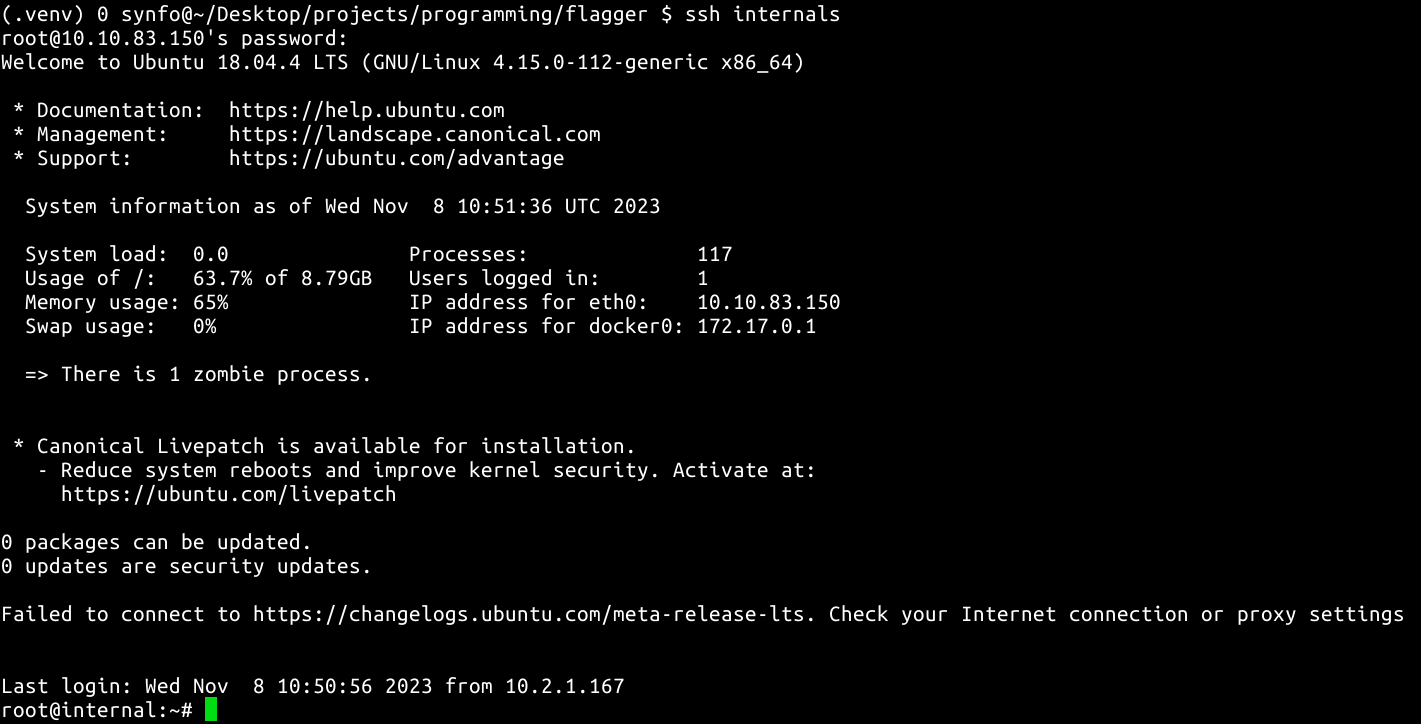 (.venv) 0 synfo@~/Desktop/projects/programming/flagger $ ssh internals
root@10.10.83.150's password:
Welcome to Ubuntu 18.04.4 LTS (GNU/Linux 4.15.0-112-generic x86_64)

 * Documentation:  https://help.ubuntu.com
 * Management:     https://landscape.canonical.com
 * Support:        https://ubuntu.com/advantage

  System information as of Wed Nov  8 10:51:36 UTC 2023

  System load:  0.0               Processes:              117
  Usage of /:   63.7% of 8.79GB   Users logged in:        1
  Memory usage: 65%               IP address for eth0:    10.10.83.150
  Swap usage:   0%                IP address for docker0: 172.17.0.1

  => There is 1 zombie process.


 * Canonical Livepatch is available for installation.
   - Reduce system reboots and improve kernel security. Activate at:
     https://ubuntu.com/livepatch

0 packages can be updated.
0 updates are security updates.

Failed to connect to https://changelogs.ubuntu.com/meta-release-lts. Check your Internet connection or proxy settings


Last login: Wed Nov  8 10:50:56 2023 from 10.2.1.167
root@internal:~#